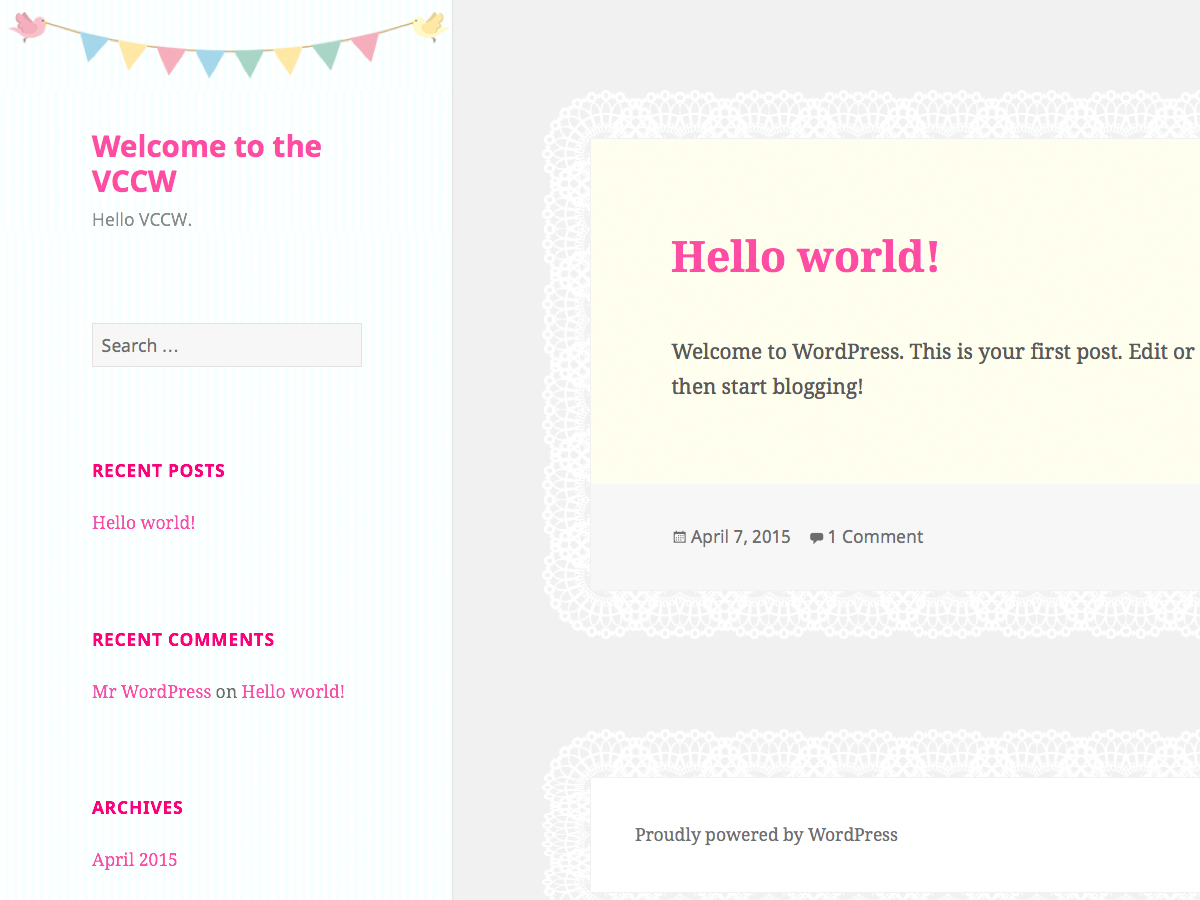 Welcome to the
VCCW
Hello VCCW.
Search …
RECENT POSTS
Hello world!
RECENT COMMENTS
Mr WordPress on Hello world!
ARCHIVES
April 2015
Hello world!
Welcome to WordPress. This is your first post. Edit or
then start blogging!
April 7, 2015 1 Comment
Proudly powered by WordPress